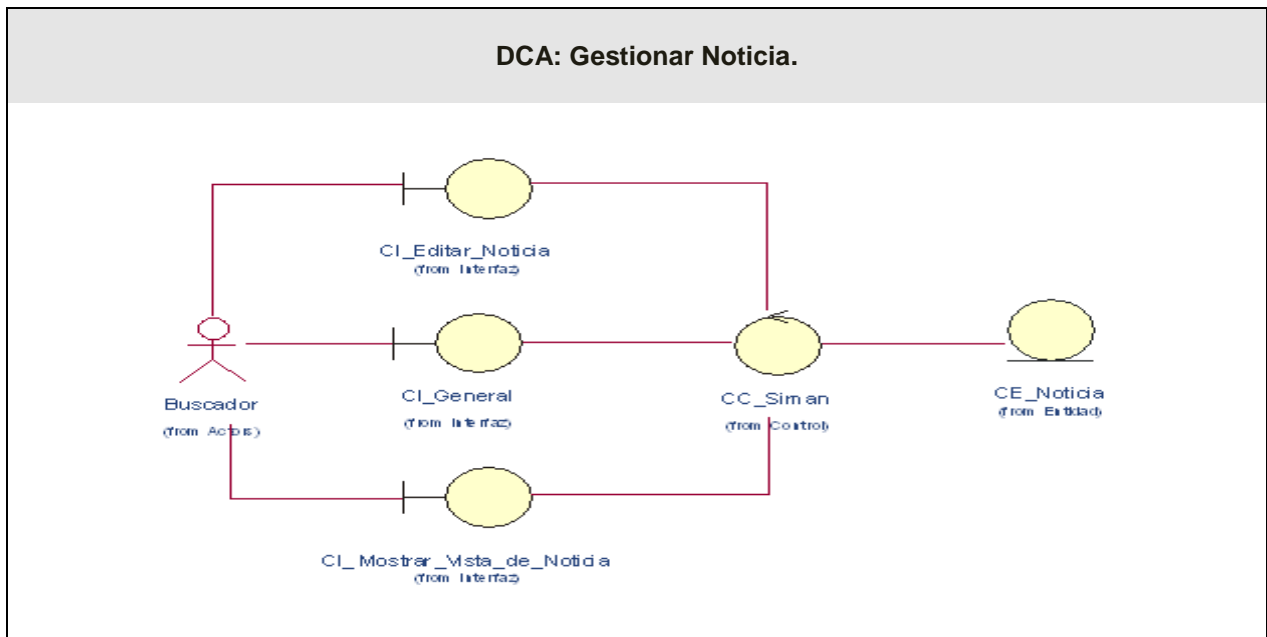 DCA: Gestionar Noticia.
CI_Editar_Noticia
(from Interfaz)
Buscador
(from Actors)
CI_General
(from Interfaz)
CC_Siman
(from Control)
CE_Noticia
(from Entidad)
CI_Mostrar_Vista_de_Noticia
(from Interfaz)